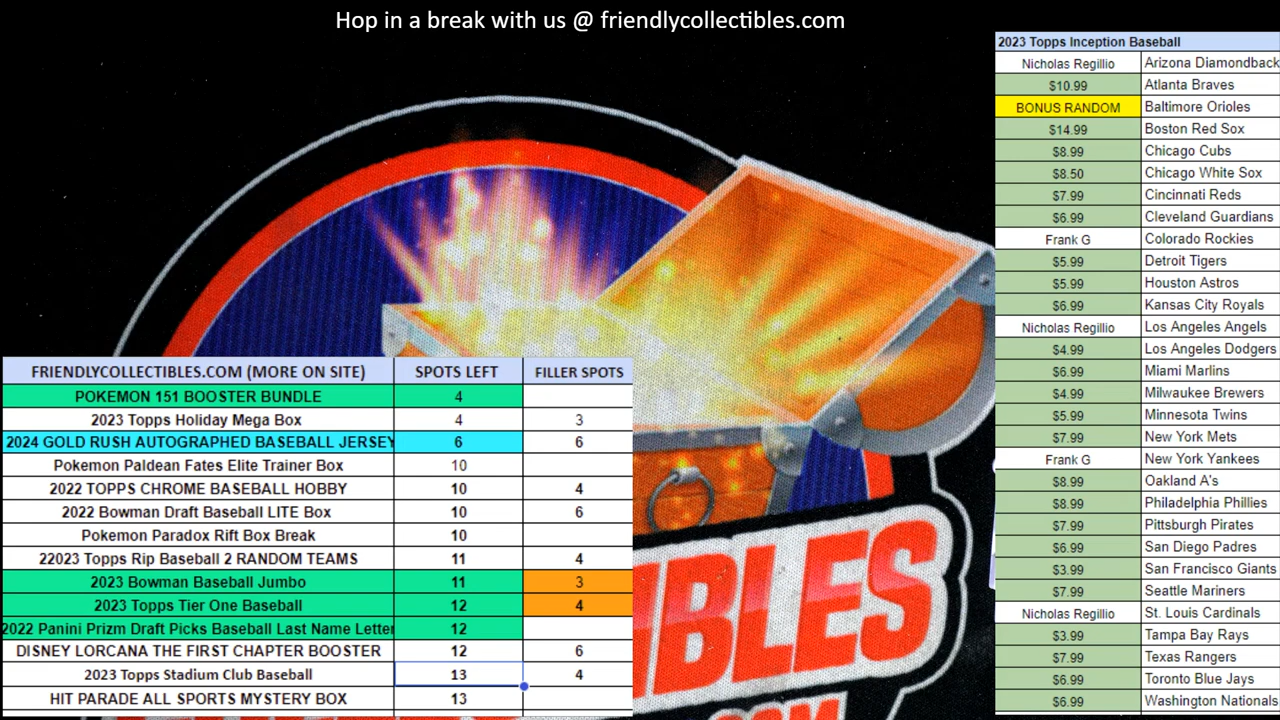 Hop in a break with us @ friendlycollectibles.com
2023 Topps Inception Baseball
Nicholas Regillio Arizona Diamondback
$10.99 Atlanta Braves
BONUS RANDOM Baltimore Orioles
$14.99 Boston Red Sox
$8.99 Chicago Cubs
$8.50 Chicago White Sox
$7.99 Cincinnati Reds
$6.99 Cleveland Guardians
Frank G Colorado Rockies
$5.99 Detroit Tigers
$5.99 Houston Astros
$6.99 Kansas City Royals
Nicholas Regillio Los Angeles Angels
$4.99 Los Angeles Dodgers
$6.99 Miami Marlins
$4.99 Milwaukee Brewers
$5.99 Minnesota Twins
$7.99 New York Mets
Frank G New York Yankees
$8.99 Oakland A's
$8.99 Philadelphia Phillies
$7.99 Pittsburgh Pirates
$6.99 San Diego Padres
$3.99 San Francisco Giants
$7.99 Seattle Mariners
Nicholas Regillio St. Louis Cardinals
$3.99 Tampa Bay Rays
$7.99 Texas Rangers
$6.99 Toronto Blue Jays
$6.99 Washington Nationals
FRIENDLYCOLLECTIBLES.COM (MORE ON SITE) SPOTS LEFT FILLER SPOTS
POKEMON 151 BOOSTER BUNDLE 4
2023 Topps Holiday Mega Box 4 3
2024 GOLD RUSH AUTOGRAPHED BASEBALL JERSEY 6 6
Pokemon Paldean Fates Elite Trainer Box 10
2022 TOPPS CHROME BASEBALL HOBBY 10 4
2022 Bowman Draft Baseball LITE Box 10 6
Pokemon Paradox Rift Box Break 10
22023 Topps Rip Baseball 2 RANDOM TEAMS 11 4
2023 Bowman Baseball Jumbo 11 3
2023 Topps Tier One Baseball 12 4
2022 Panini Prizm Draft Picks Baseball Last Name Letter 12
DISNEY LORCANA THE FIRST CHAPTER BOOSTER 12 6
2023 Topps Stadium Club Baseball 13 4
HIT PARADE ALL SPORTS MYSTERY BOX 13
IBLES
.COM